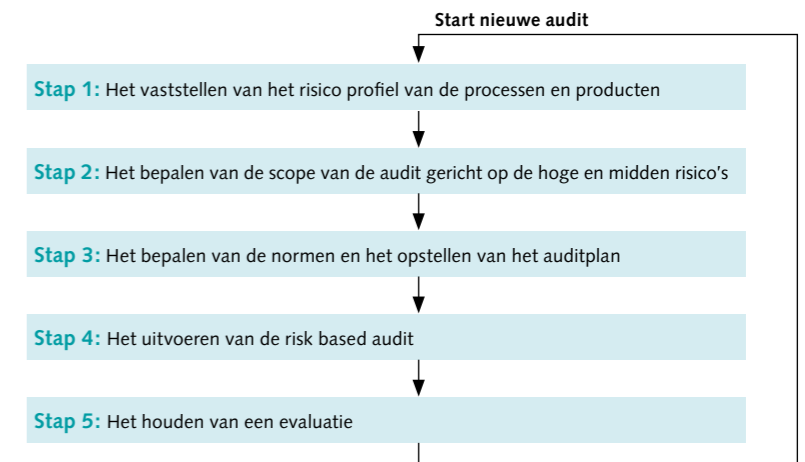 Start nieuwe audit
Stap 1: Het vaststellen van het risico profiel van de processen en producten
Stap 2: Het bepalen van de scope van de audit gericht op de hoge en midden risico's
Stap 3: Het bepalen van de normen en het opstellen van het auditplan
Stap 4: Het uitvoeren van de risk based audit
Stap 5: Het houden van een evaluatie